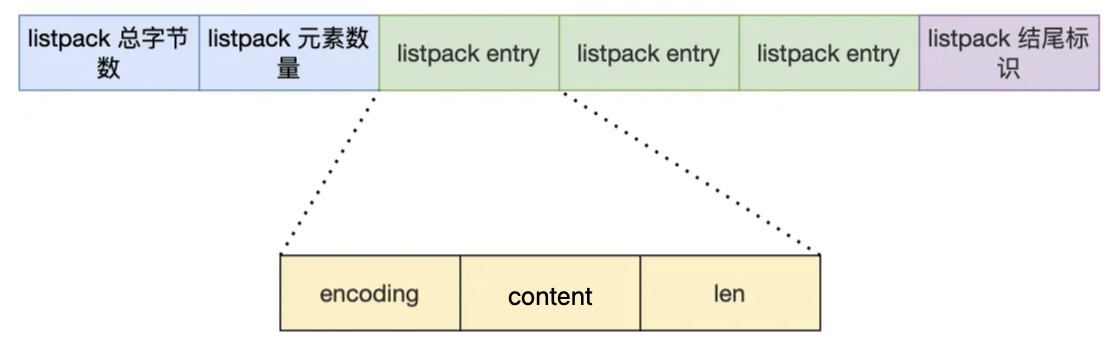 listpack 总字节
数
listpack 元素数
量
listpack entry
listpack entry
listpack entry
listpack 结尾标
识
encoding
content
len